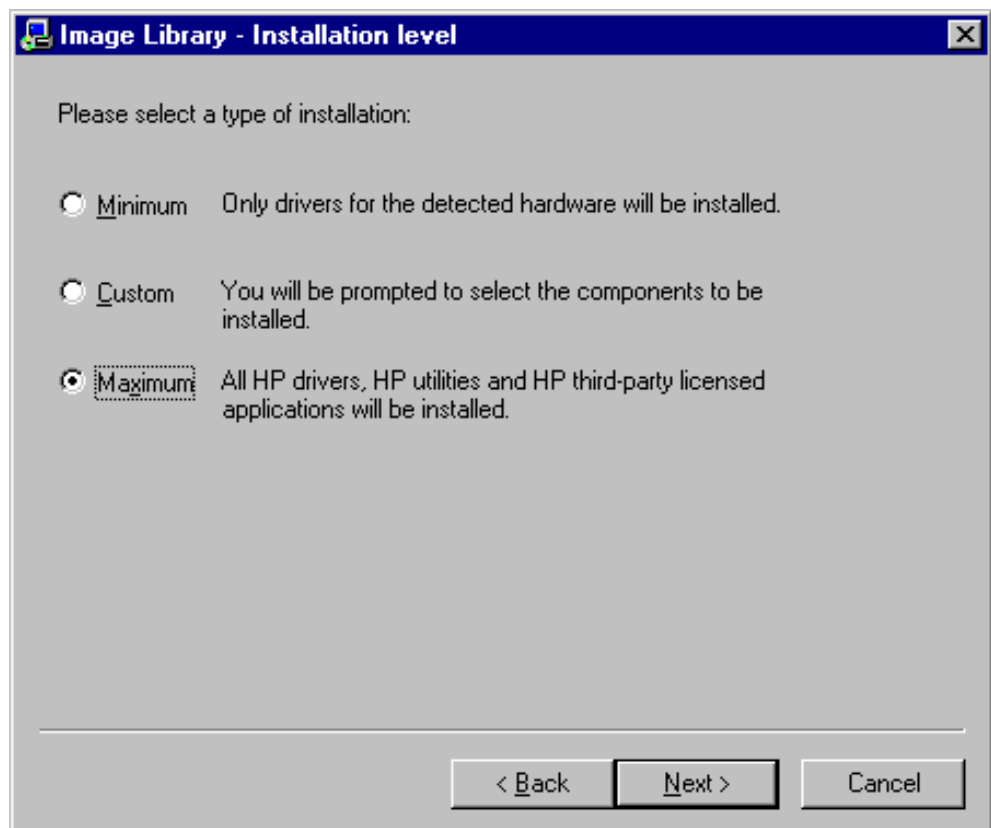 Image Library - Installation level
Please select a type of installation:
Minimum Only drivers for the detected hardware will be installed.
Custom You will be prompted to select the components to be
installed.
Maximum All HP drivers, HP utilities and HP third-party licensed
applications will be installed.
< Back Next > Cancel